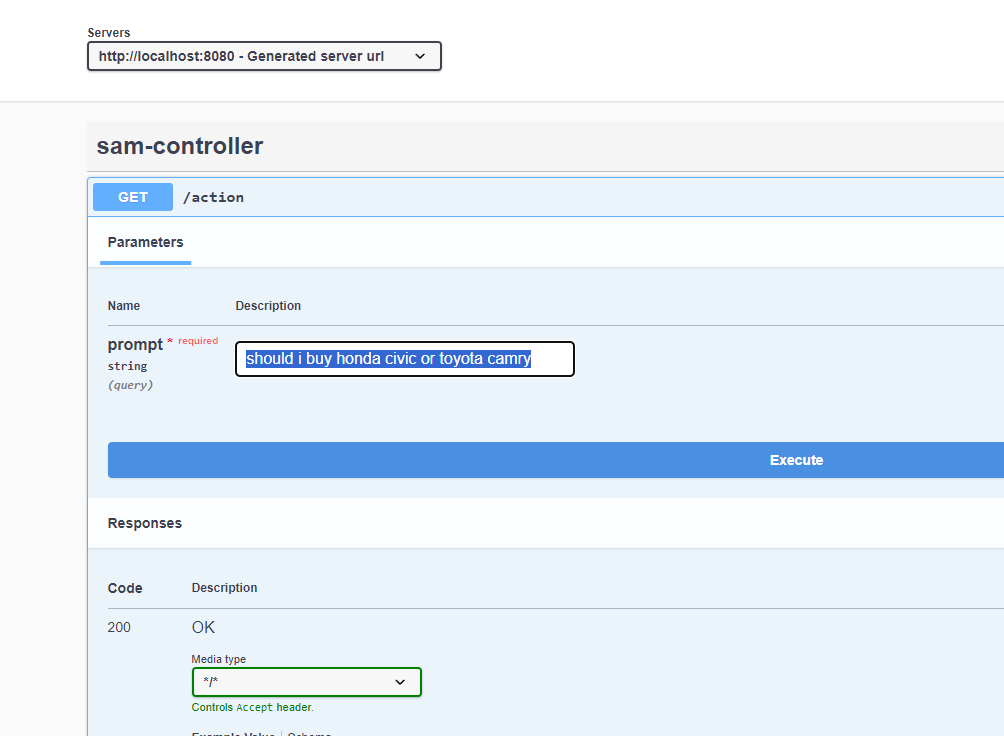 Servers
http://localhost:8080 - Generated server url
sam-controller
GET /action
Parameters
Name Description
prompt * required
string
(query)
should i buy honda civic or toyota camry
Execute
Responses
Code Description
200 OK
Media type
*/*
Controls Accept header.
Example Value | Schema